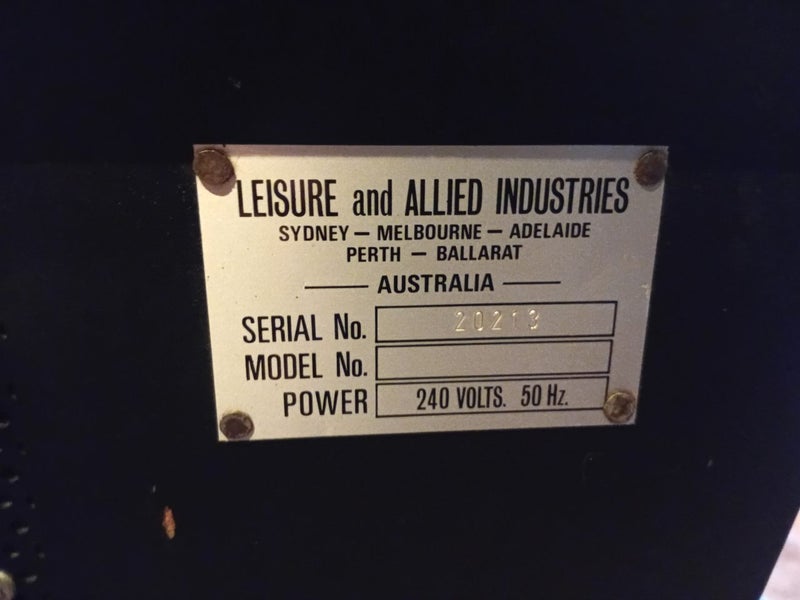 LEISURE and ALLIED INDUSTRIES
SYDNEY — MELBOURNE — ADELAIDE
PERTH — BALLARAT
AUSTRALIA
SERIAL No. 20213
MODEL No.
POWER 240 VOLTS. 50 Hz.